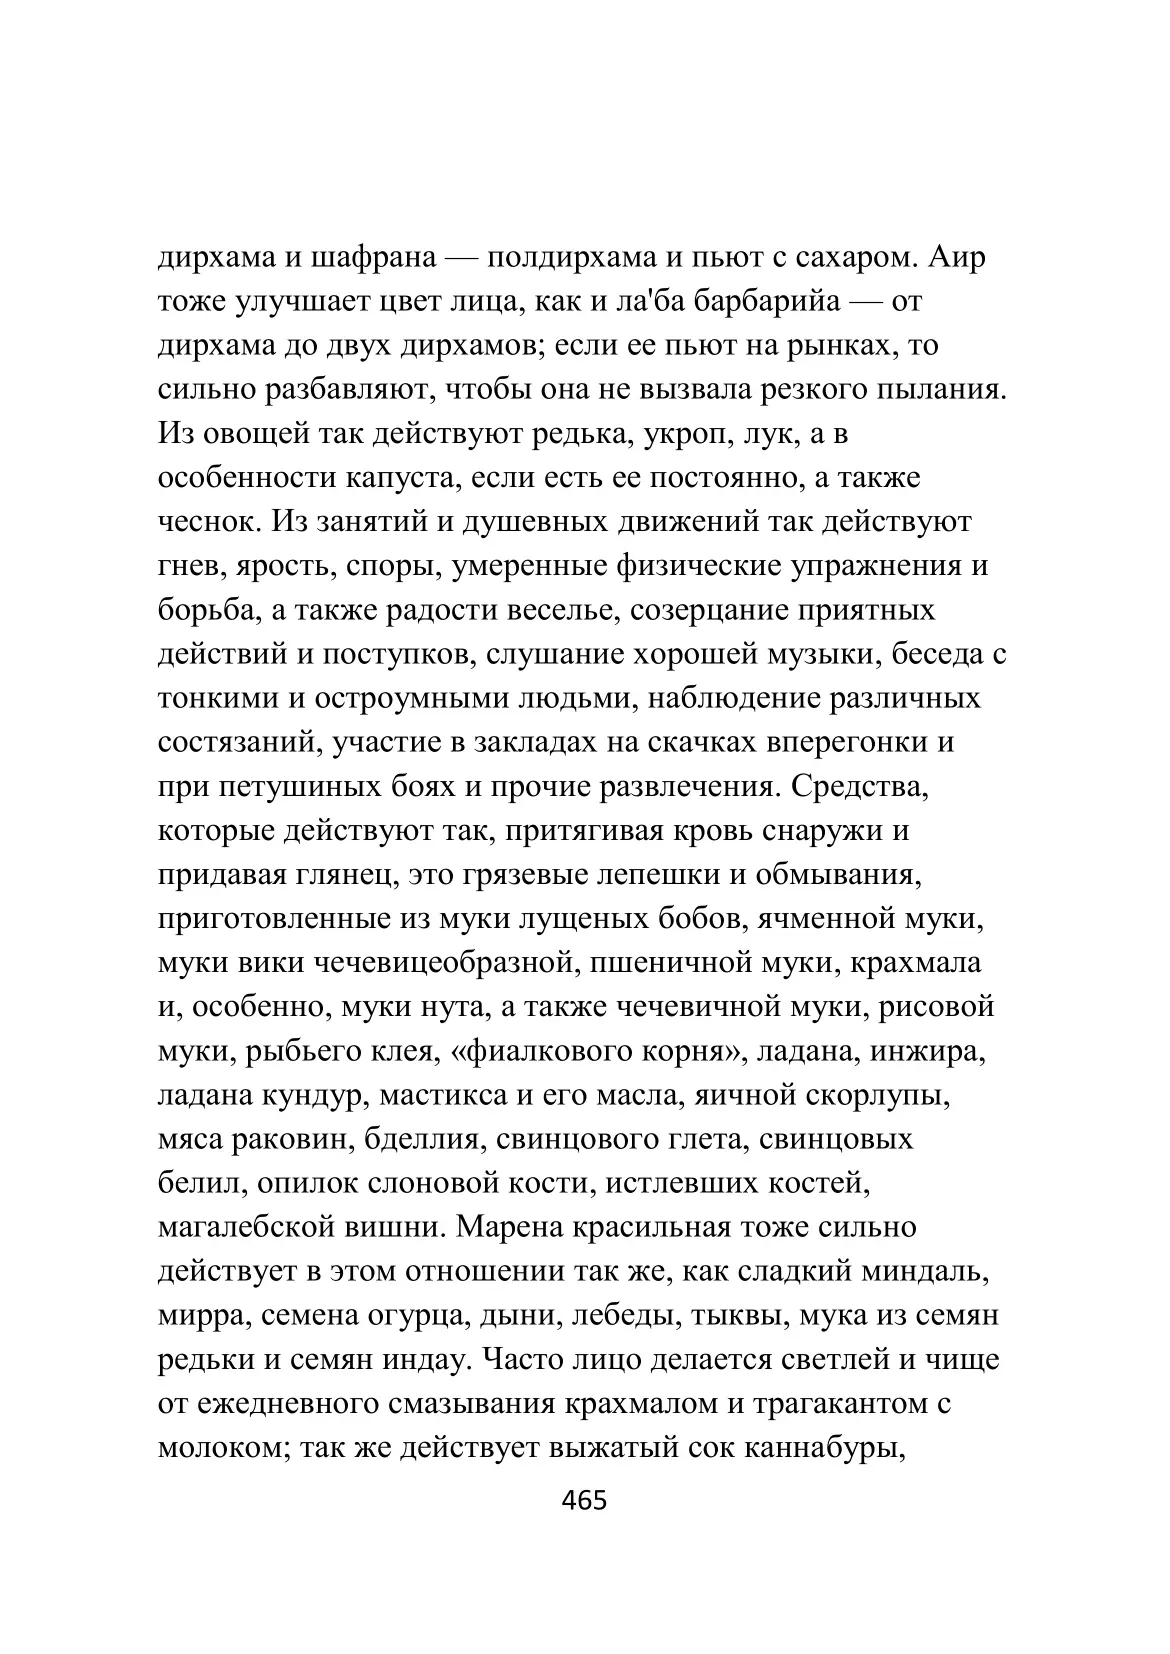 дирхама и шафрана — полдирхама и пьют с сахаром. Аир
тоже улучшает цвет лица, как и ла'ба барбарийа — от
дирхама до двух дирхамов; если ее пьют на рынках, то
сильно разбавляют, чтобы она не вызвала резкого пылания.
Из овощей так действуют редька, укроп, лук, а в
особенности капуста, если есть ее постоянно, а также
чеснок. Из занятий и душевных движений так действуют
гнев, ярость, споры, умеренные физические упражнения и
борьба, а также радости веселье, созерцание приятных
действий и поступков, слушание хорошей музыки, беседа с
тонкими и остроумными людьми, наблюдение различных
состязаний, участие в закладах на скачках вперегонки и
при петушиных боях и прочие развлечения. Средства,
которые действуют так, притягивая кровь снаружи и
придавая глянец, это грязевые лепешки и обмывания,
приготовленные из муки лущеных бобов, ячменной муки,
муки вики чечевицеобразной, пшеничной муки, крахмала
и, особенно, муки нута, а также чечевичной муки, рисовой
муки, рыбьего клея, «фиалкового корня», ладана, инжира,
ладана кундур, мастикса и его масла, яичной скорлупы,
мяса раковин, бделлия, свинцового глета, свинцовых
белил, опилок слоновой кости, истлевших костей,
магалебской вишни. Марена красильная тоже сильно
действует в этом отношении так же, как сладкий миндаль,
мирра, семена огурца, дыни, лебеды, тыквы, мука из семян
редьки и семян индау. Часто лицо делается светлей и чище
от ежедневного смазывания крахмалом и трагакантом с
молоком; так же действует выжатый сок каннабуры,
465